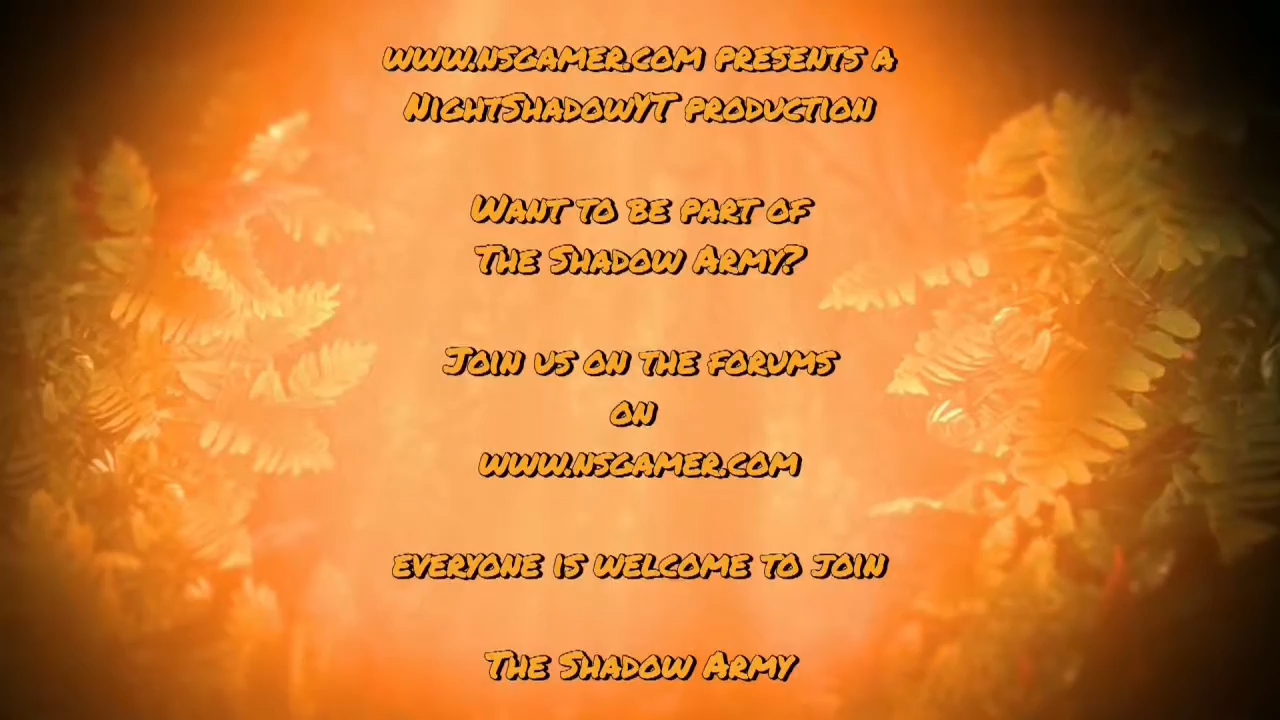 www.nsgamer.com presents a
NightShadowYT production
Want to be part of
The Shadow Army?
Join us on the forums
on
www.nsgamer.com
everyone is welcome to join
The Shadow Army